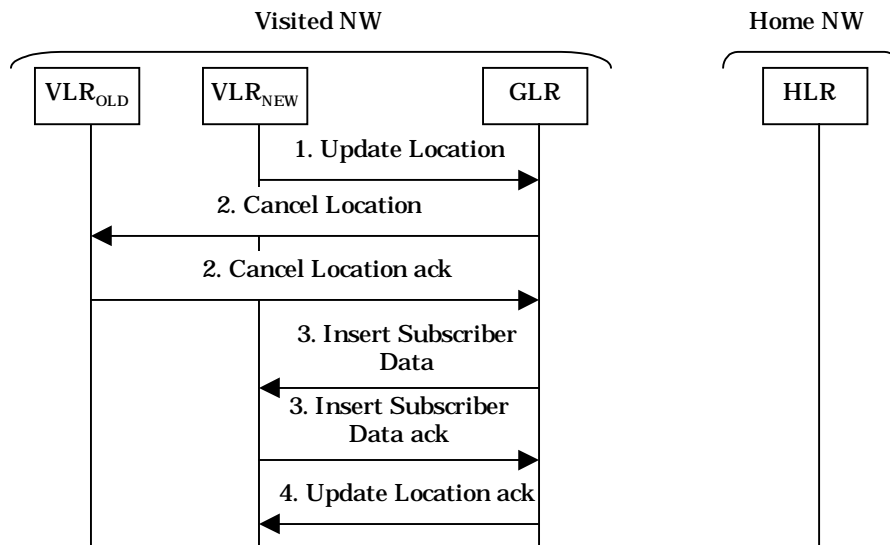 Visited NW
Home NW
VLR_OLD
VLR_NEW
GLR
HLR
1. Update Location
2. Cancel Location
2. Cancel Location ack
3. Insert Subscriber
Data
3. Insert Subscriber
Data ack
4. Update Location ack